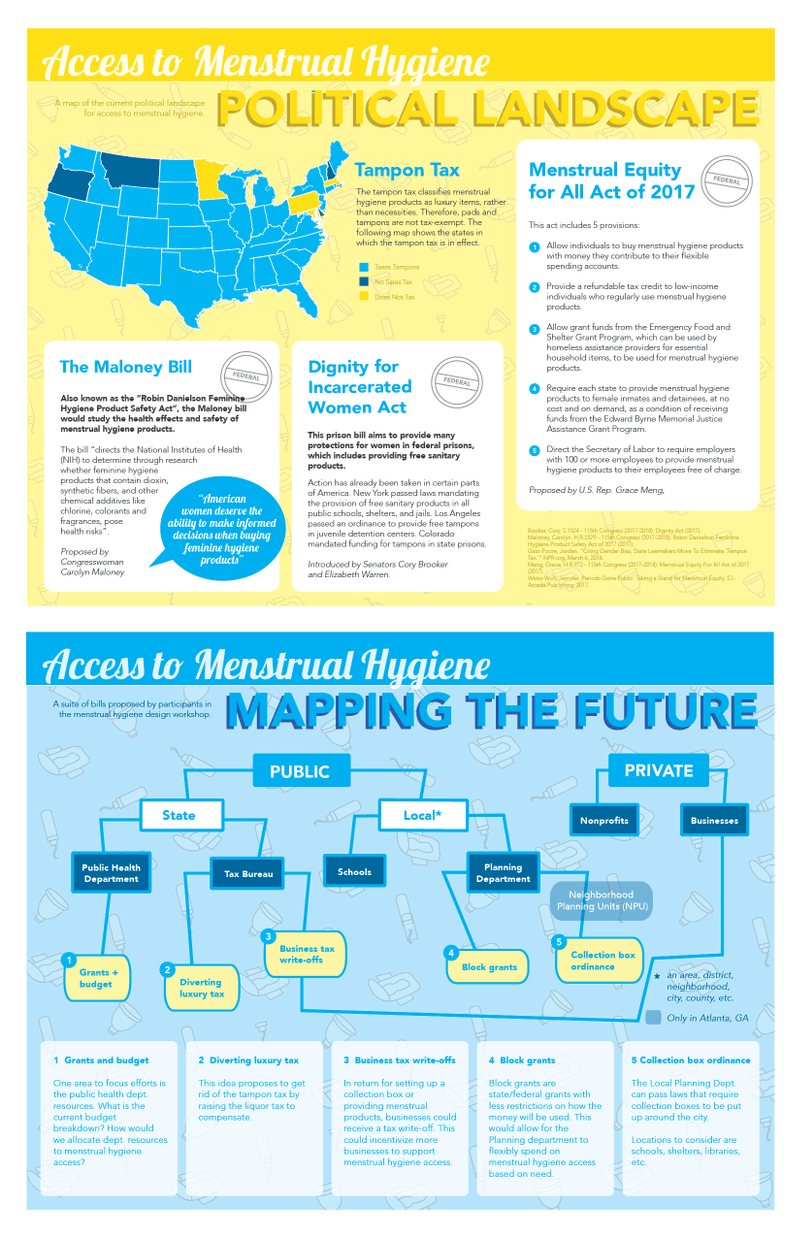 Access to Menstrual Hygiene
A map of the current political landscape
for access to menstrual hygiene.
POLITICAL LANDSCAPE
Tampon Tax
The tampon tax classifies menstrual
hygiene products as luxury items, rather
than necessities. Therefore, pads and
tampons are not tax-exempt. The
following map shows the states in
which the tampon tax is in effect.
Taxes Tampons
No Sales Tax
Does Not Tax
Menstrual Equity
for All Act of 2017
FEDERAL
This act includes 5 provisions:
1 Allow individuals to buy menstrual hygiene products
with money they contribute to their flexible
spending accounts.
2 Provide a refundable tax credit to low-income
individuals who regularly use menstrual hygiene
products.
3 Allow grant funds from the Emergency Food and
Shelter Grant Program, which can be used by
homeless assistance providers for essential
household items, to be used for menstrual hygiene
products.
4 Require each state to provide menstrual hygiene
products to female inmates and detainees, at no
cost and on demand, as a condition of receiving
funds from the Edward Byrne Memorial Justice
Assistance Grant Program.
5 Direct the Secretary of Labor to require employers
with 100 or more employees to provide menstrual
hygiene products to their employees free of charge.
Proposed by U.S. Rep. Grace Meng,
The Maloney Bill
FEDERAL
Also known as the "Robin Danielson Feminine
Hygiene Product Safety Act", the Maloney bill
would study the health effects and safety of
menstrual hygiene products.
The bill "directs the National Institutes of Health
(NIH) to determine through research
whether feminine hygiene
products that contain dioxin,
synthetic fibers, and other
chemical additives like
chlorine, colorants and
fragrances, pose
health risks".
Proposed by
Congresswoman
Carolyn Maloney.
"American
women deserve the
ability to make informed
decisions when buying
feminine hygiene
products"
Dignity for
Incarcerated
Women Act
FEDERAL
This prison bill aims to provide many
protections for women in federal prisons,
which includes providing free sanitary
products.
Action has already been taken in certain parts
of America. New York passed laws mandating
the provision of free sanitary products in all
public schools, shelters, and jails. Los Angeles
passed an ordinance to provide free tampons
in juvenile detention centers. Colorado
mandated funding for tampons in state prisons.
Introduced by Senators Cory Brooker
and Elizabeth Warren.
Booker, Cory. S.1524 - 115th Congress (2017-2018): Dignity Act (2017).
Maloney, Carolyn. H.R.2379 - 115th Congress (2017-2018): Robin Danielson Feminine
Hygiene Product Safety Act of 2017 (2017).
Gass-Poore, Jordan. "Citing Gender Bias, State Lawmakers Move To Eliminate 'Tampon
Tax.'" NPR.org, March 6, 2016.
Meng, Grace. H.R.972 - 115th Congress (2017-2018): Menstrual Equity For All Act of 2017
(2017).
Weiss-Wolf, Jennifer. Periods Gone Public: Taking a Stand for Menstrual Equity. S.l.:
Arcade Publishing, 2017.
Access to Menstrual Hygiene
A suite of bills proposed by participants in
the menstrual hygiene design workshop.
MAPPING THE FUTURE
PUBLIC
PRIVATE
State
Local*
Nonprofits
Businesses
Public Health
Department
Tax Bureau
Schools
Planning
Department
Neighborhood
Planning Units (NPU)
1 Grants +
budget
2 Diverting
luxury tax
3 Business tax
write-offs
4 Block grants
5 Collection box
ordinance
* an area, district,
neighborhood,
city, county, etc.
Only in Atlanta, GA
1 Grants and budget
One area to focus efforts is
the public health dept.
resources. What is the
current budget
breakdown? How would
we allocate dept. resources
to menstrual hygiene
access?
2 Diverting luxury tax
This idea proposes to get
rid of the tampon tax by
raising the liquor tax to
compensate.
3 Business tax write-offs
In return for setting up a
collection box or
providing menstrual
products, businesses could
receive a tax write-off. This
could incentivize more
businesses to support
menstrual hygiene access.
4 Block grants
Block grants are
state/federal grants with
less restrictions on how the
money will be used. This
would allow for the
Planning department to
flexibly spend on
menstrual hygiene access
based on need.
5 Collection box ordinance
The Local Planning Dept.
can pass laws that require
collection boxes to be put
up around the city.
Locations to consider are
schools, shelters, libraries,
etc.